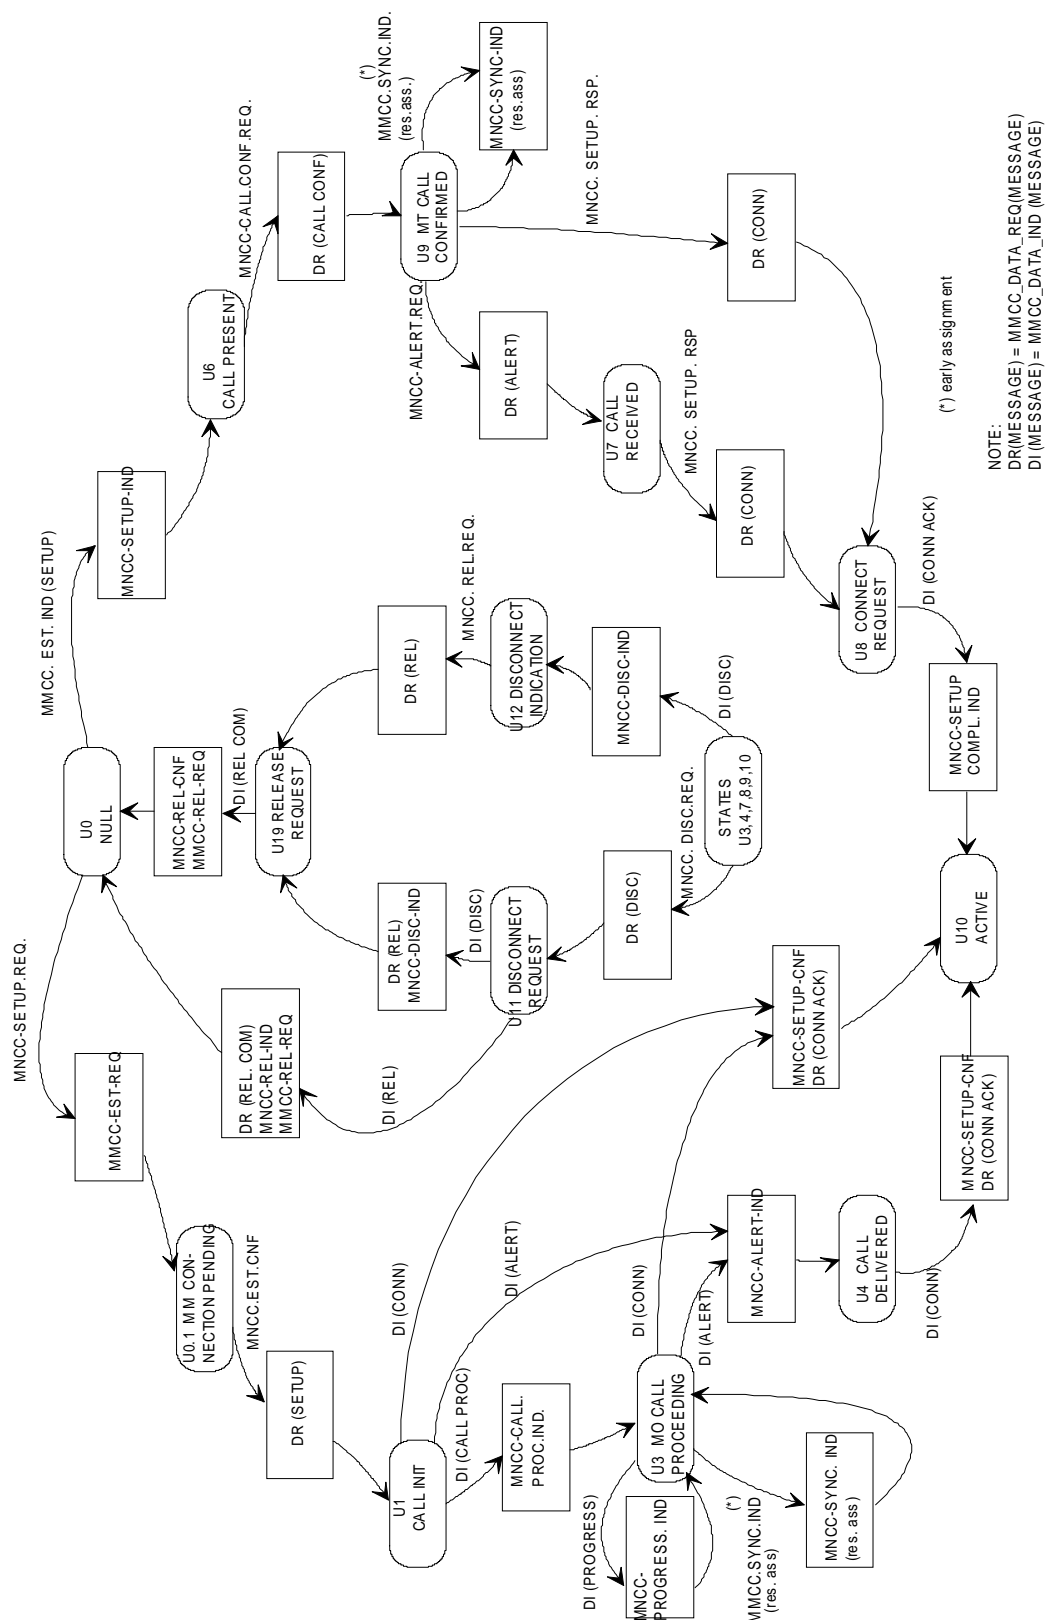 MNCC-SETUP.REQ.
U0
NULL
MMCC. EST. IND (SETUP)
MMCC-EST-REQ
MNCC-SETUP-IND
U0.1 MM CON-
NECTION PENDING
U6
CALL PRESENT
MNCC.EST.CNF
MNCC-CALL.CONF.REQ.
DR (SETUP)
DR (CALL CONF)
U1
CALL INIT
DI (CALL PROC)
DI (ALERT)
DI (CONN)
MNCC-CALL.
PROC.IND.
DI (PROGRESS)
MNCC-
PROGRESS. IND
U3 MO CALL
PROCEEDING
(*)
MMCC.SYNC.IND
(res. ass)
MNCC-SYNC. IND
(res. ass)
DI (ALERT)
DI (CONN)
MNCC-ALERT-IND
U4 CALL
DELIVERED
DI (CONN)
MNCC-SETUP-CNF
DR (CONN ACK)
MNCC-SETUP-CNF
DR (CONN ACK)
U10
ACTIVE
MNCC-REL-CNF
MMCC-REL-REQ
DI (REL COM)
U19 RELEASE
REQUEST
DR (REL. COM)
MNCC-REL-IND
MMCC-REL-REQ
DI (REL)
DR (REL)
MNCC-DISC-IND
DI (DISC)
U11 DISCONNECT
REQUEST
DR (DISC)
MNCC. DISC.REQ.
STATES
U3,4,7,8,9,10
DI (DISC)
MNCC-DISC-IND
U12 DISCONNECT
INDICATION
MNCC. REL.REQ.
DR (REL)
U9 MT CALL
CONFIRMED
(*)
MMCC.SYNC.IND.
(res.ass.)
MNCC-SYNC-IND
(res.ass)
MNCC-ALERT.REQ.
DR (ALERT)
U7 CALL
RECEIVED
MNCC. SETUP. RSP
DR (CONN)
MNCC. SETUP. RSP.
DR (CONN)
U8 CONNECT
REQUEST
DI (CONN ACK)
MNCC-SETUP
COMPL. IND
(*) early assignment
NOTE:
DR(MESSAGE) = MMCC_DATA_REQ(MESSAGE)
DI (MESSAGE) = MMCC_DATA_IND (MESSAGE)